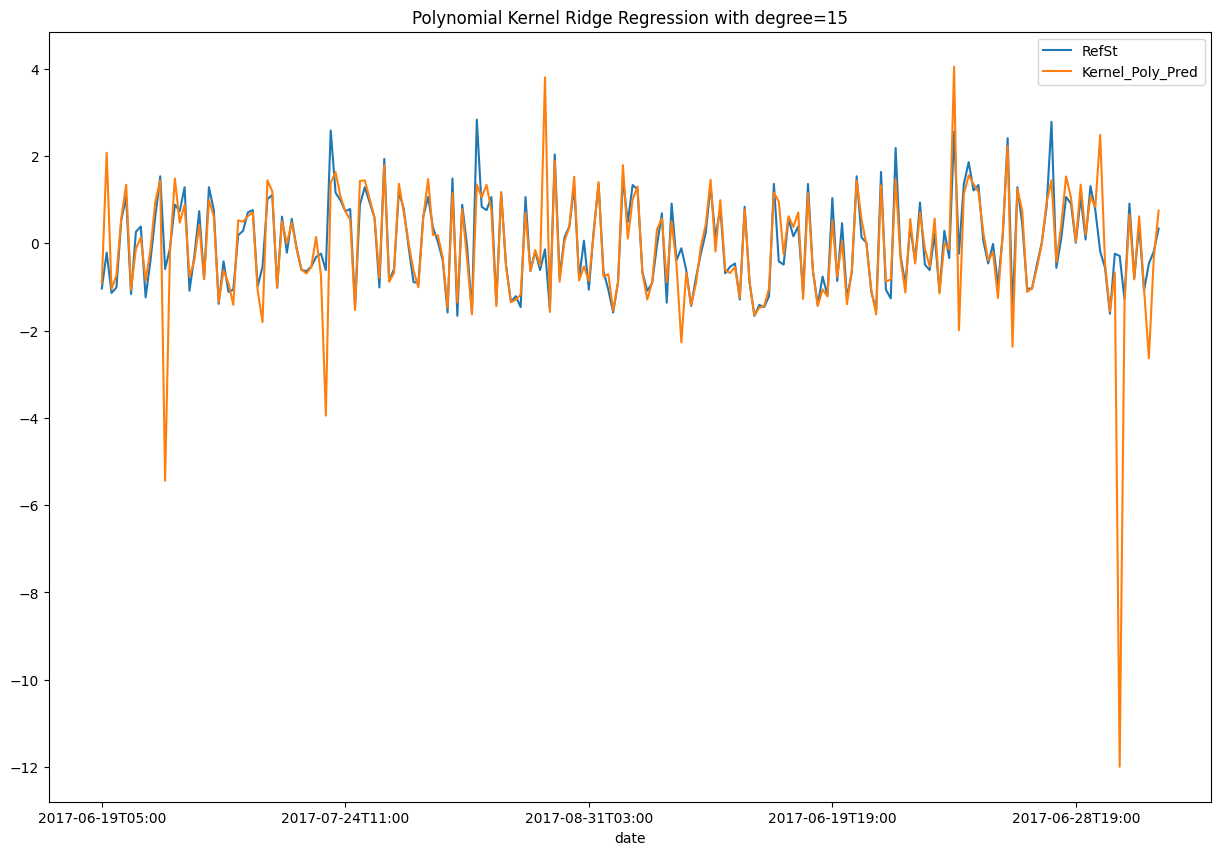 Polynomial Kernel Ridge Regression with degree=15
RefSt
Kernel_Poly_Pred
4
2
0
−2
−4
−6
−8
−10
−12
2017-06-19T05:00
2017-07-24T11:00
2017-08-31T03:00
2017-06-19T19:00
2017-06-28T19:00
date